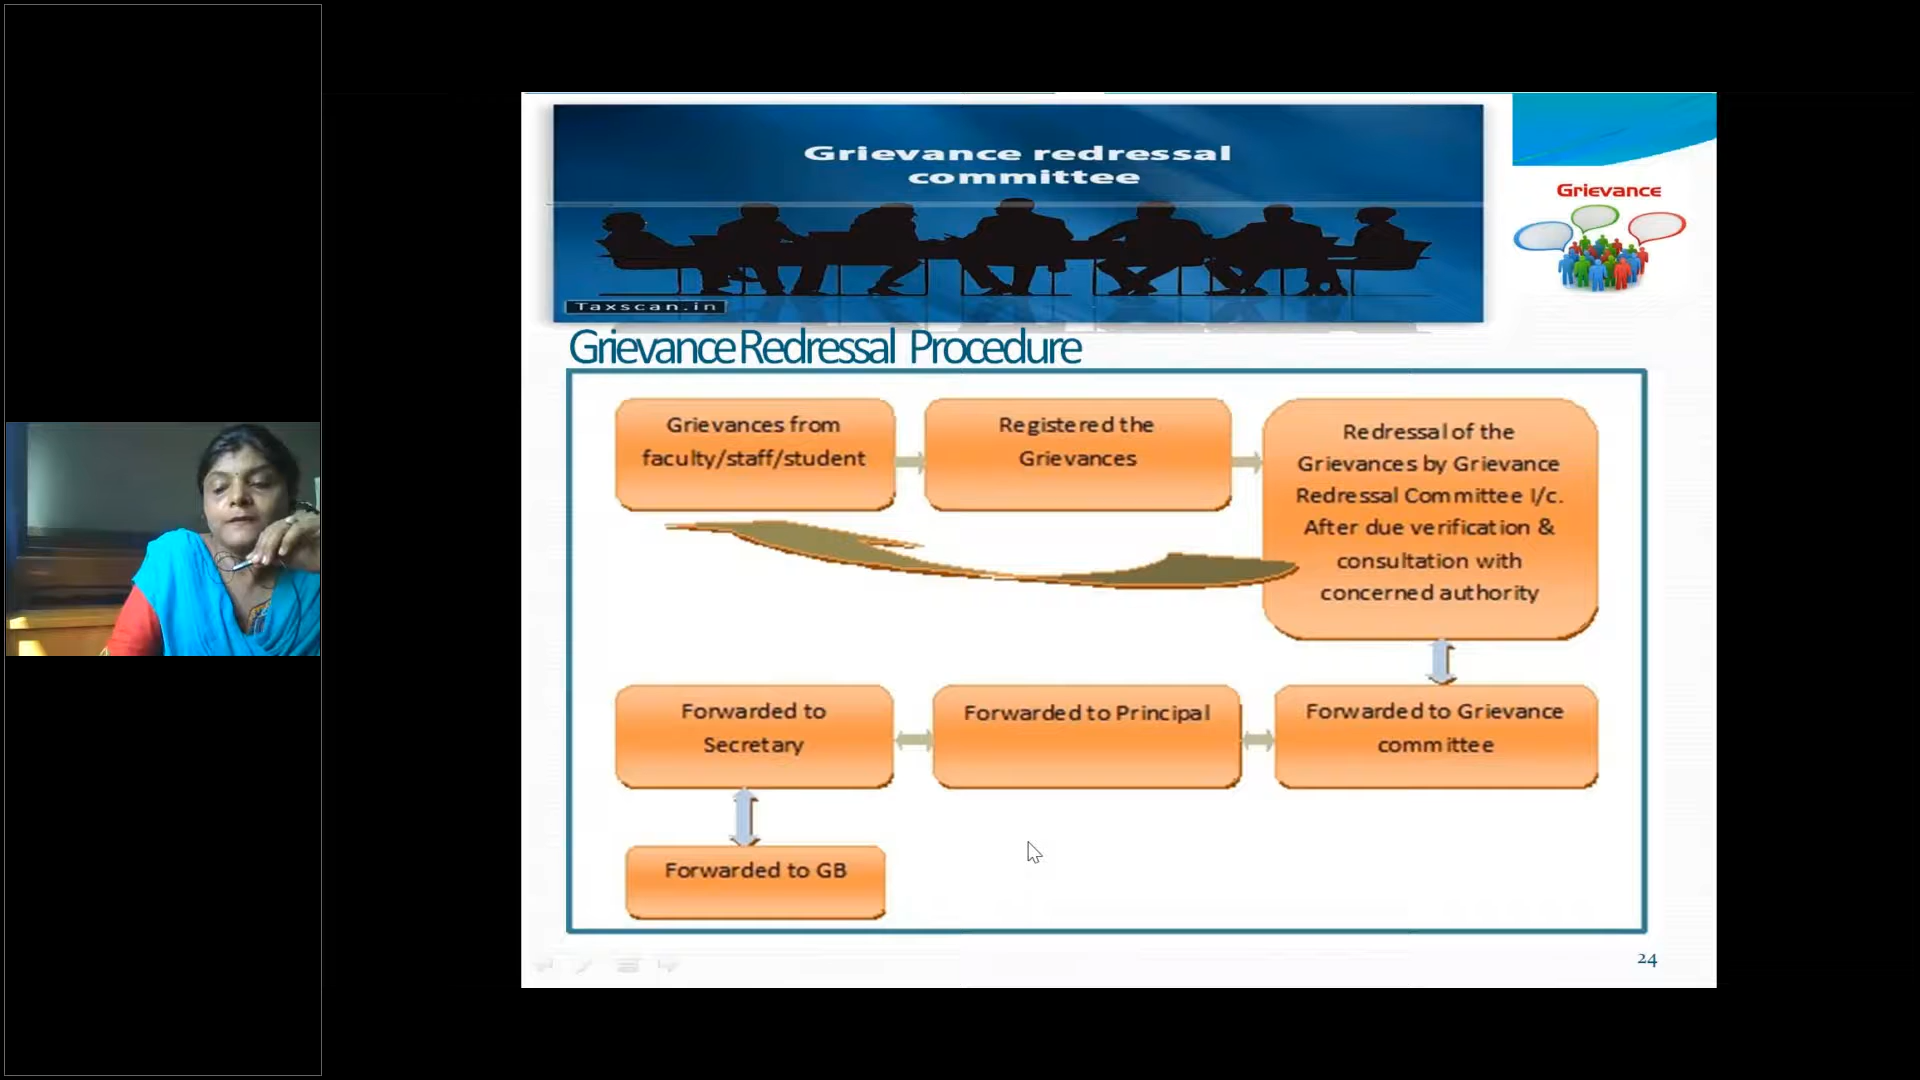 Grievance redressal
committee
Taxscan.in
Grievance
Grievance Redressal Procedure
Grievances from
faculty/staff/student
Registered the
Grievances
Redressal of the
Grievances by Grievance
Redressal Committee I/c.
After due verification &
consultation with
concerned authority
Forwarded to
Secretary
Forwarded to Principal
Forwarded to Grievance
committee
Forwarded to GB
24